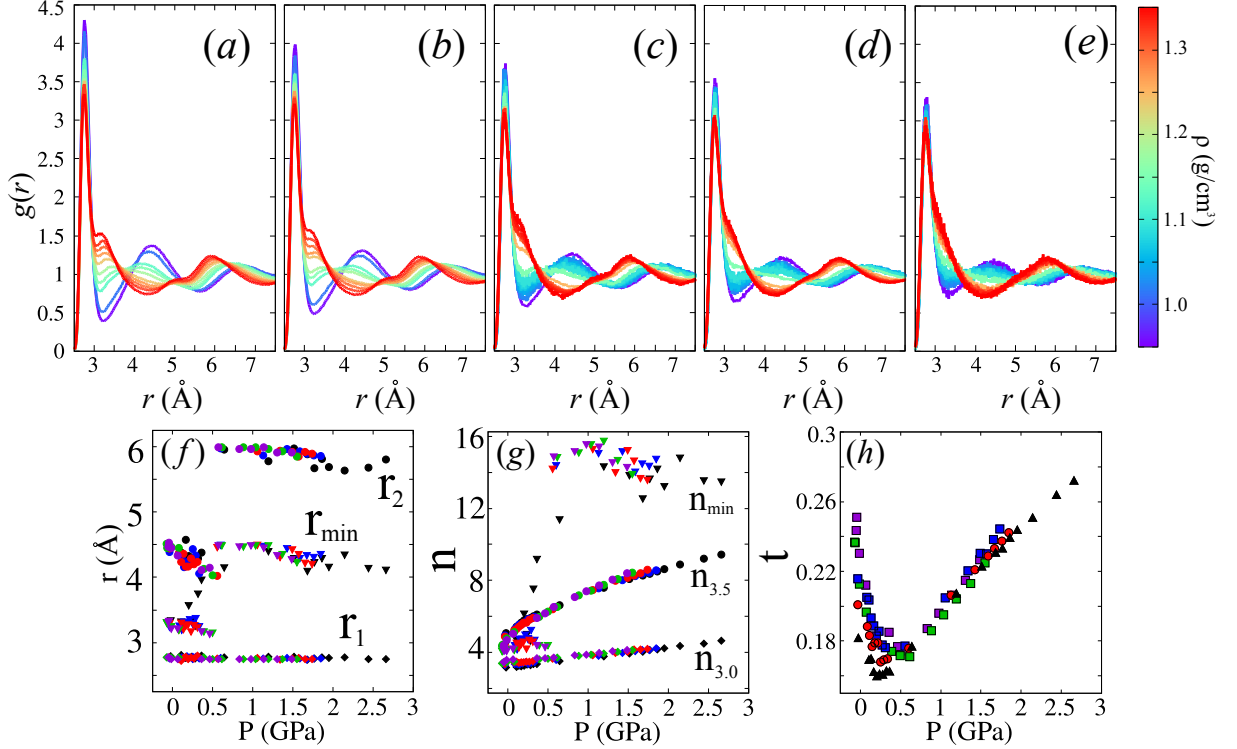 4.5
4
3.5
3
2.5
2
1.5
1
0.5
0
g(r)
(a) (b) (c) (d) (e)
3 4 5 6 7 3 4 5 6 7 3 4 5 6 7 3 4 5 6 7 3 4 5 6 7
r (Å) r (Å) r (Å) r (Å) r (Å)
1.3
1.2
1.1
1.0
ρ (g/cm³)
(f)
6
5
4
3
r (Å)
r₂
r_min
r₁
0 0.5 1 1.5 2 2.5 3
P (GPa)
(g)
16
12
8
4
n
n_min
n₃.₅
n₃.₀
0 0.5 1 1.5 2 2.5 3
P (GPa)
(h)
0.3
0.26
0.22
0.18
t
0 0.5 1 1.5 2 2.5 3
P (GPa)